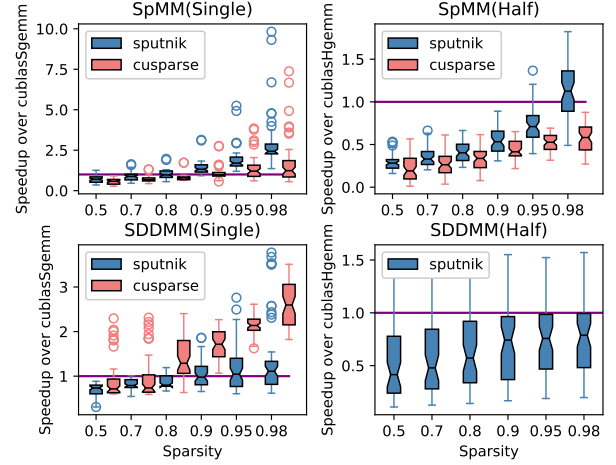 SpMM(Single)
Speedup over cublasSgemm
10.0
7.5
5.0
2.5
0.0
sputnik
cusparse
0.5 0.7 0.8 0.9 0.95 0.98
SpMM(Half)
Speedup over cublasHgemm
1.5
1.0
0.5
0.0
sputnik
cusparse
0.5 0.7 0.8 0.9 0.95 0.98
SDDMM(Single)
Speedup over cublasSgemm
3
2
1
sputnik
cusparse
0.5 0.7 0.8 0.9 0.95 0.98
Sparsity
SDDMM(Half)
Speedup over cublasHgemm
1.5
1.0
0.5
sputnik
0.5 0.7 0.8 0.9 0.95 0.98
Sparsity